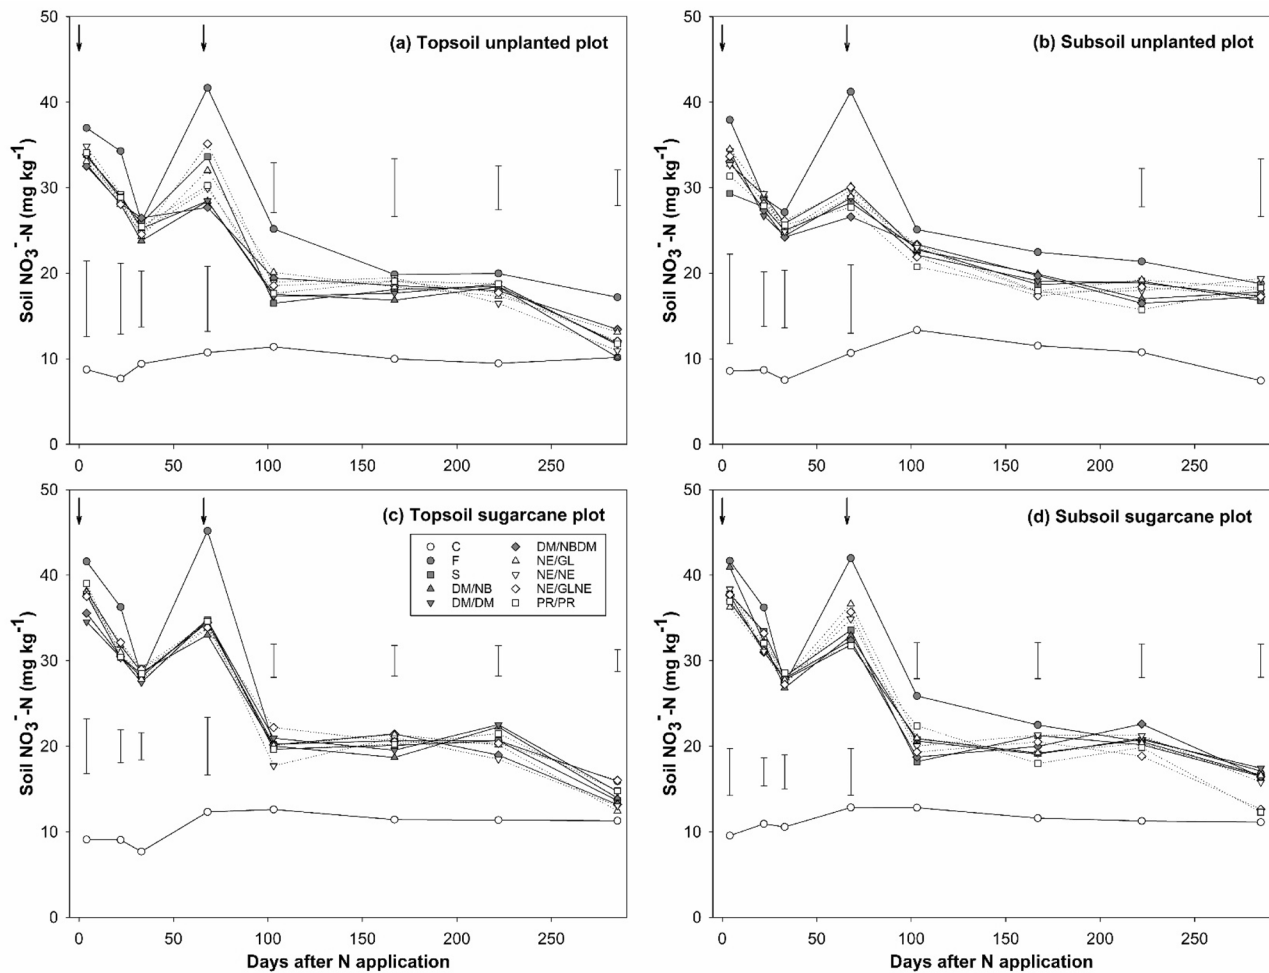 (a) Topsoil unplanted plot
Soil NO3⁻-N (mg kg⁻¹)
50
40
30
20
10
0
0 50 100 150 200 250
(b) Subsoil unplanted plot
Soil NO3⁻-N (mg kg⁻¹)
50
40
30
20
10
0
0 50 100 150 200 250
(c) Topsoil sugarcane plot
C
F
S
DM/NB
DM/DM
DM/NBDM
NE/GL
NE/NE
NE/GLNE
PR/PR
Soil NO3⁻-N (mg kg⁻¹)
50
40
30
20
10
0
0 50 100 150 200 250
Days after N application
(d) Subsoil sugarcane plot
Soil NO3⁻-N (mg kg⁻¹)
50
40
30
20
10
0
0 50 100 150 200 250
Days after N application